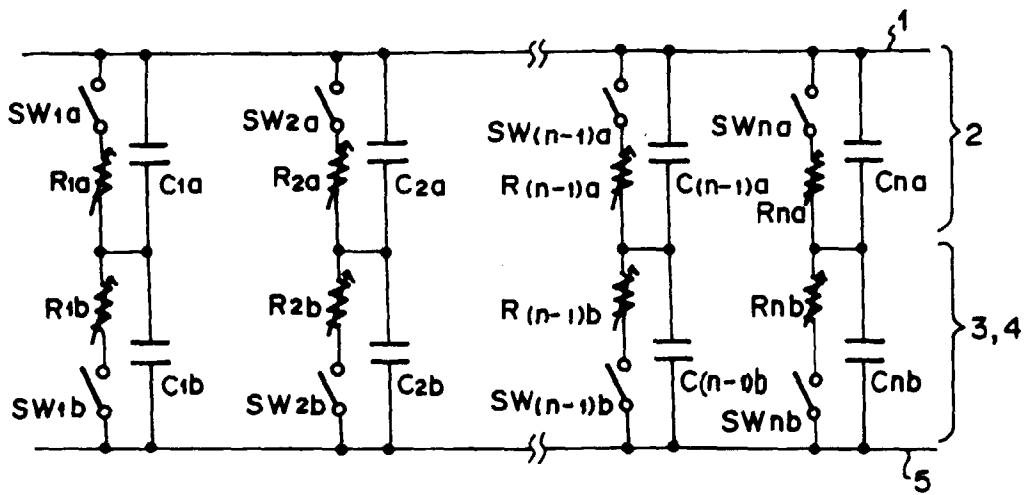 1
SW1a
SW2a
SW(n-1)a
SWna
2
R1a
C1a
R2a
C2a
R(n-1)a
C(n-1)a
Rna
Cna
R1b
R2b
R(n-1)b
Rnb
3,4
C1b
C2b
C(n-1)b
Cnb
SW1b
SW2b
SW(n-1)b
SWnb
5